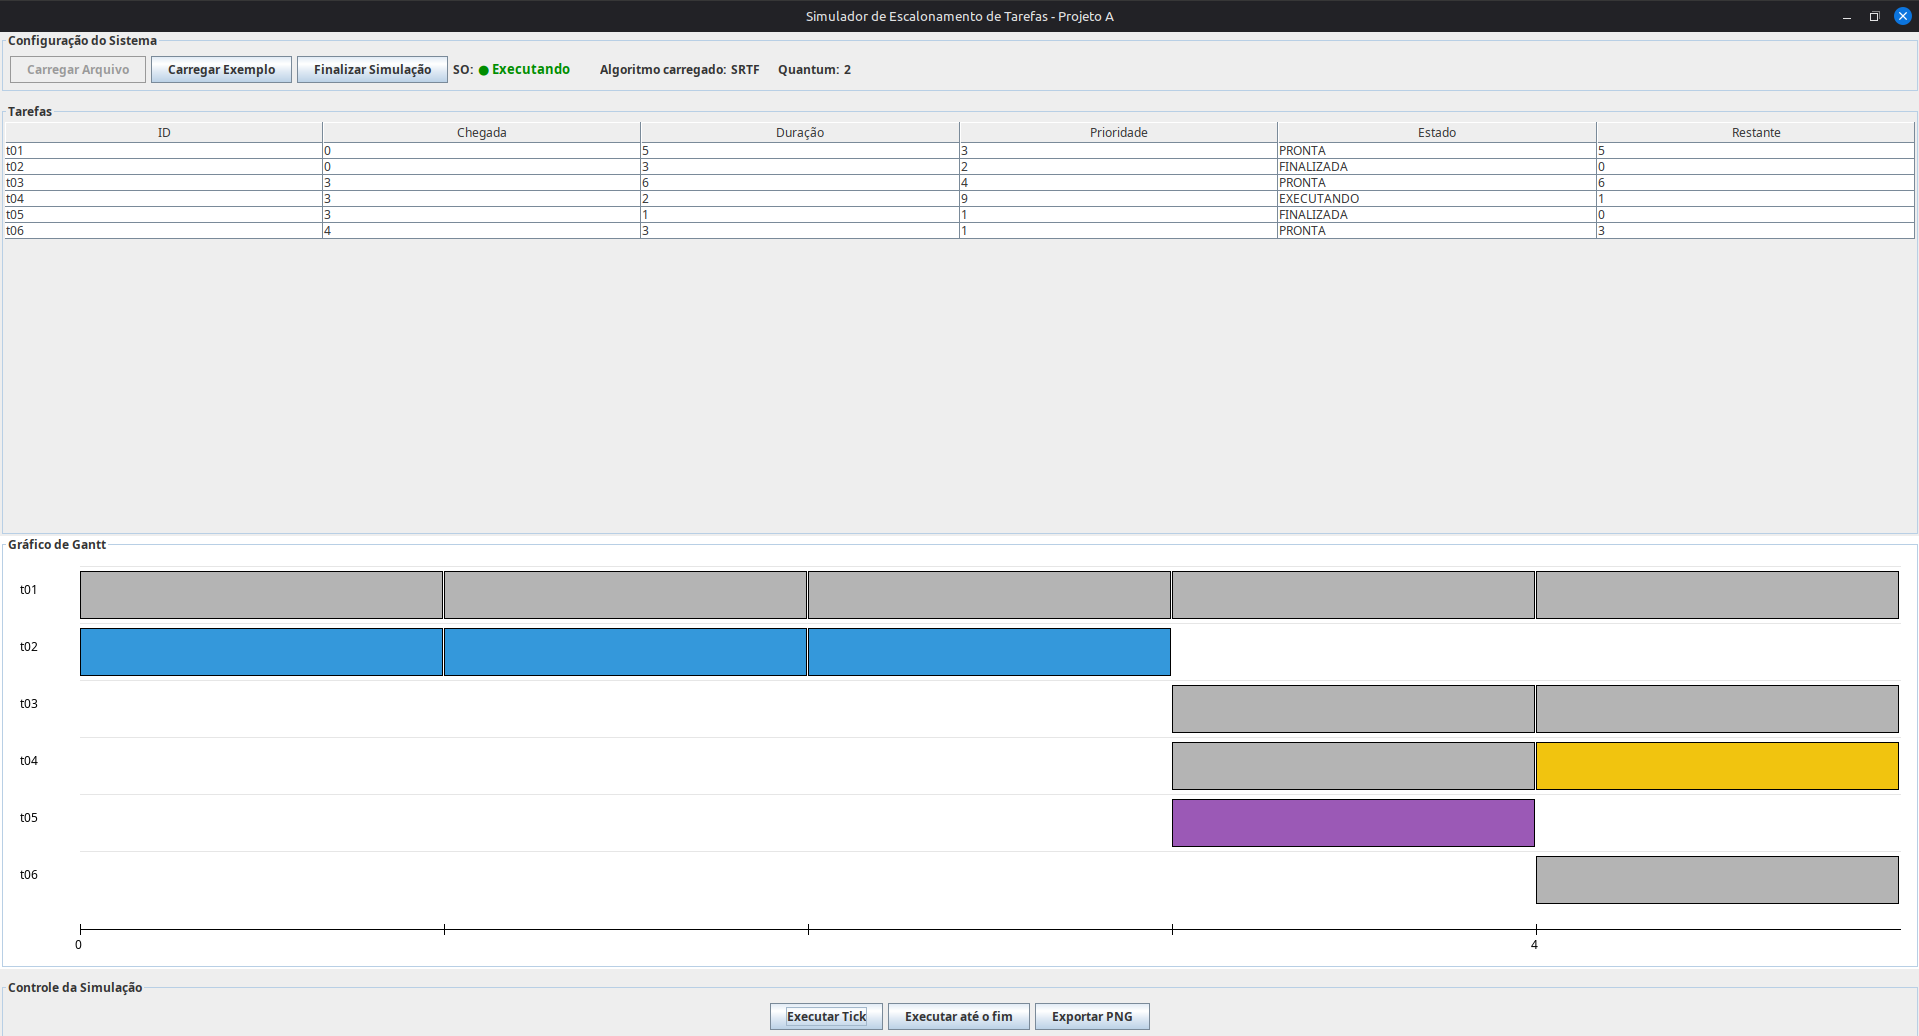 Simulador de Escalonamento de Tarefas - Projeto A
Configuração do Sistema
Carregar Arquivo Carregar Exemplo Finalizar Simulação SO: ● Executando Algoritmo carregado: SRTF Quantum: 2
Tarefas
ID Chegada Duração Prioridade Estado Restante
t01 0 5 3 PRONTA 5
t02 0 3 2 FINALIZADA 0
t03 3 6 4 PRONTA 6
t04 3 2 9 EXECUTANDO 1
t05 3 1 1 FINALIZADA 0
t06 4 3 1 PRONTA 3
Gráfico de Gantt
t01
t02
t03
t04
t05
t06
0 4
Controle da Simulação
Executar Tick Executar até o fim Exportar PNG